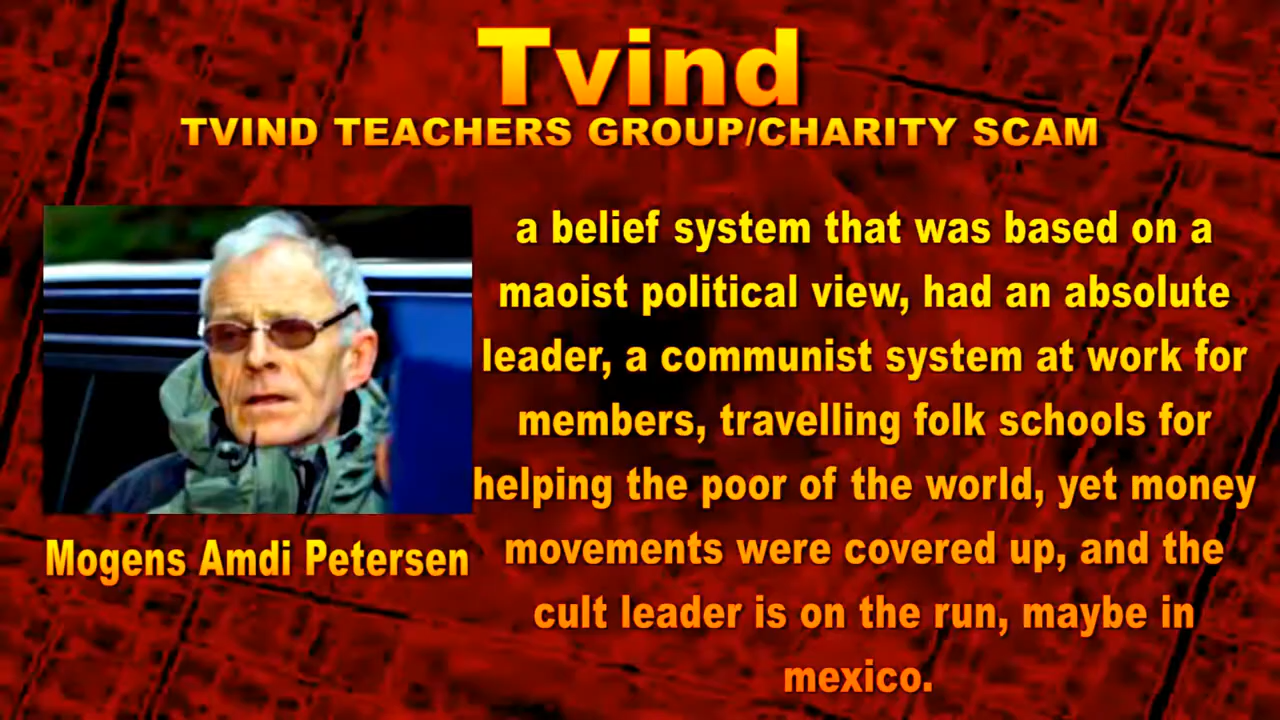 Tvind
TVIND TEACHERS GROUP/CHARITY SCAM
a belief system that was based on a
maoist political view, had an absolute
leader, a communist system at work for
members, travelling folk schools for
helping the poor of the world, yet money
movements were covered up, and the
cult leader is on the run, maybe in
mexico.
Mogens Amdi Petersen